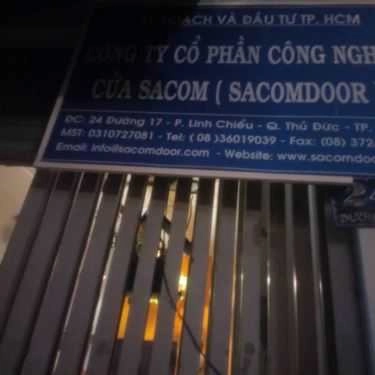 HOẠCH VÀ ĐẦU TƯ TP. HCM
CÔNG TY CỔ PHẦN CÔNG NGH
CỬA SACOM ( SACOMDOOR
ĐC: 24 Đường 17 - P. Linh Chiểu - Q. Thủ Đức - TP.
MST: 0310727081 - Tel: ( 08 )36019039 - Fax: (08) 372
Email: info@sacomdoor.com - Website: www.sacomdoo
24